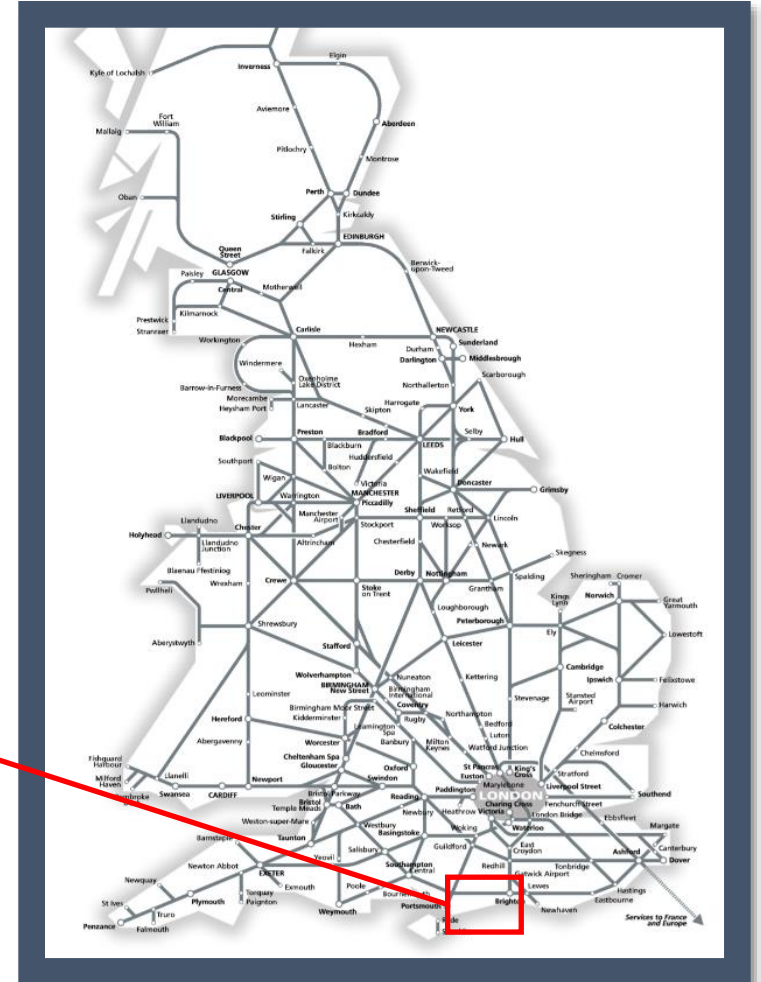 Elgin
Inverness
Kyle of Lochalsh
Aviemore
Fort
William
Mallaig
Aberdeen
Pitlochry
Montrose
Perth
Dundee
Oban
Stirling
Kirkcaldy
EDINBURGH
Queen
Street
Falkirk
Berwick-
upon-Tweed
Paisley
GLASGOW
Central
Motherwell
Prestwick
Kilmarnock
Stranraer
Carlisle
NEWCASTLE
Workington
Hexham
Durham
Sunderland
Darlington
Middlesbrough
Windermere
Scarborough
Oxenholme
Lake District
Barrow-in-Furness
Northallerton
Morecambe
Heysham Port
Lancaster
Harrogate
Skipton
York
Blackpool
Preston
Bradford
LEEDS
Selby
Hull
Blackburn
Huddersfield
Southport
Bolton
Wakefield
Wigan
Victoria
Doncaster
LIVERPOOL
Warrington
MANCHESTER
Piccadilly
Grimsby
Manchester
Airport
Sheffield
Retford
Llandudno
Chester
Stockport
Worksop
Lincoln
Holyhead
Llandudno
Junction
Altrincham
Chesterfield
Newark
Skegness
Blaenau Ffestiniog
Derby
Nottingham
Sheringham
Cromer
Pwllheli
Wrexham
Crewe
Stoke
on Trent
Grantham
Spalding
Kings
Lynn
Norwich
Great
Yarmouth
Loughborough
Peterborough
Shrewsbury
Ely
Lowestoft
Aberystwyth
Stafford
Leicester
Wolverhampton
Cambridge
BIRMINGHAM
New Street
Nuneaton
Kettering
Ipswich
Felixstowe
Birmingham
International
Leominster
Coventry
Stevenage
Stansted
Airport
Birmingham Moor Street
Northampton
Harwich
Hereford
Kidderminster
Rugby
Bedford
Colchester
Leamington
Spa
Luton
Abergavenny
Worcester
Banbury
Milton
Keynes
Watford Junction
Chelmsford
Cheltenham Spa
Fishguard
Harbour
Gloucester
Oxford
St Pancras
King's
Cross
Euston
Stratford
Milford
Haven
Llanelli
Newport
Swindon
Marylebone
Liverpool Street
Swansea
CARDIFF
Bristol Parkway
Paddington
LONDON
Southend
Bristol
Temple Meads
Bath
Reading
Charing Cross
Fenchurch Street
Newbury
Heathrow
Victoria
London Bridge
Ebbsfleet
Weston-super-Mare
Westbury
Waterloo
Margate
Barnstaple
Taunton
Basingstoke
Woking
East
Croydon
Canterbury
Salisbury
Guildford
Ashford
Yeovil
Redhill
Tonbridge
Dover
Newton Abbot
EXETER
Southampton
Central
Gatwick Airport
Newquay
Exmouth
Poole
Lewes
Hastings
Torquay
Paignton
Bournemouth
Portsmouth
Brighton
Eastbourne
St Ives
Plymouth
Weymouth
Newhaven
Truro
Services to France
and Europe
Penzance
Falmouth